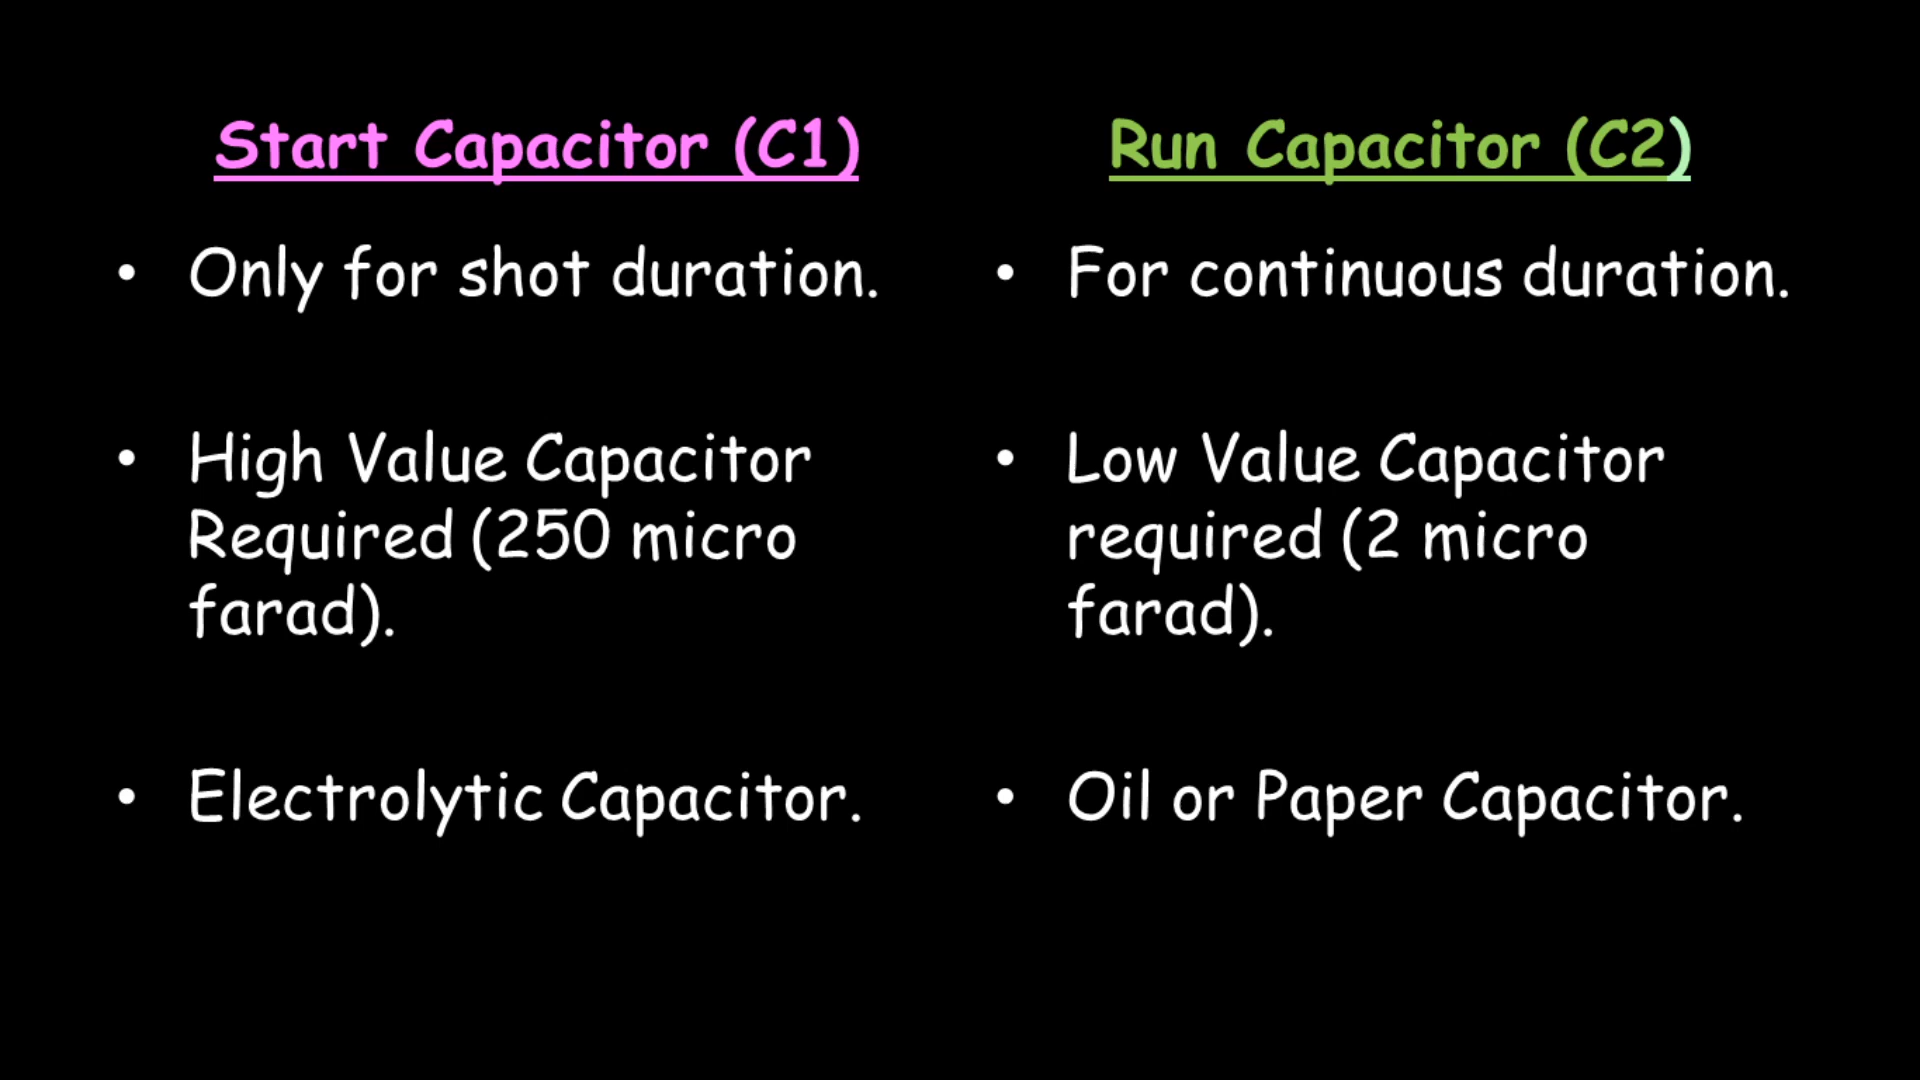 Start Capacitor (C1)
• Only for shot duration.
• High Value Capacitor
Required (250 micro
farad).
• Electrolytic Capacitor.
Run Capacitor (C2)
• For continuous duration.
• Low Value Capacitor
required (2 micro
farad).
• Oil or Paper Capacitor.